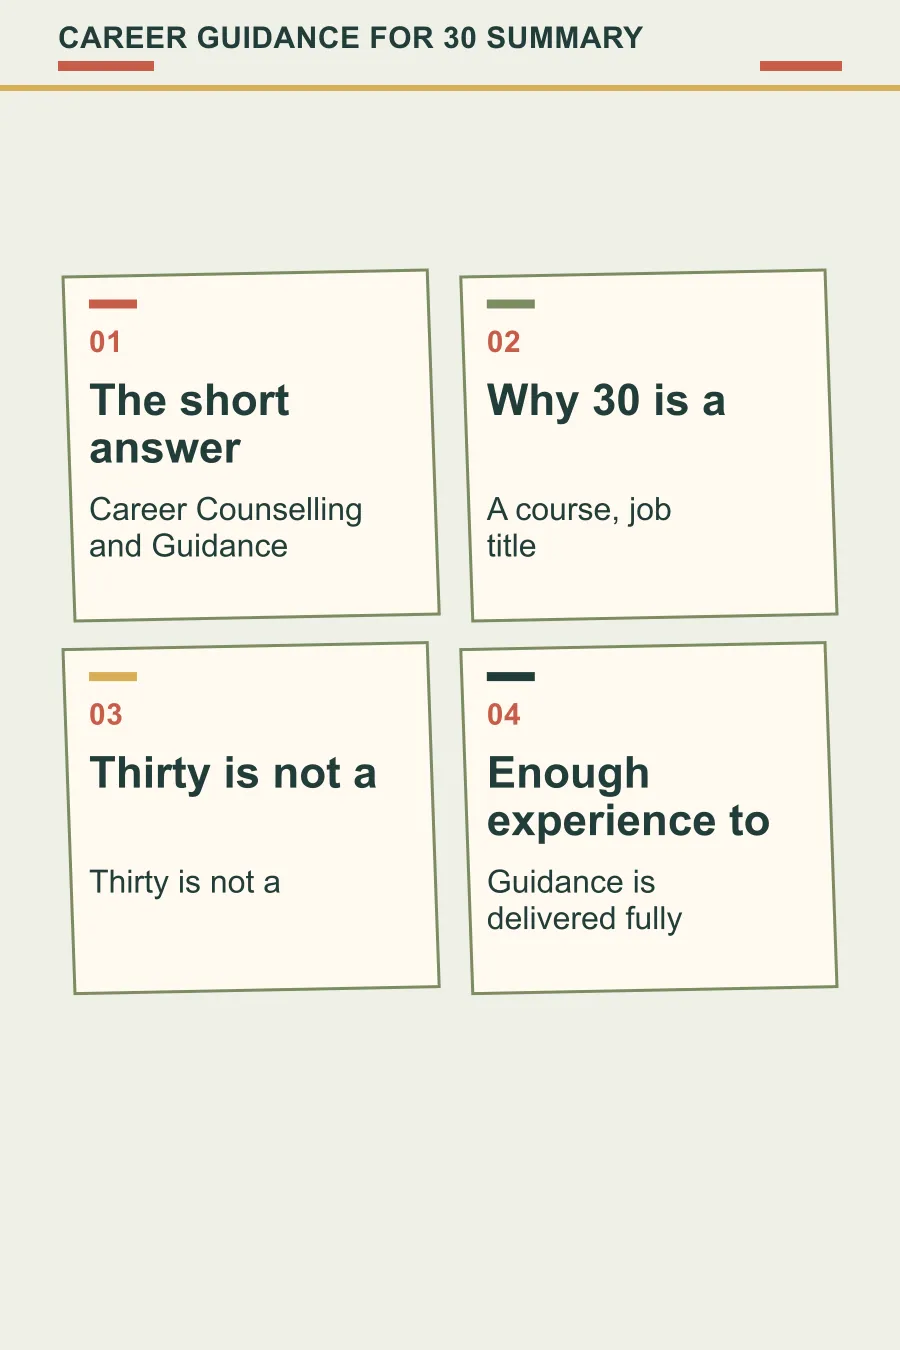 CAREER GUIDANCE FOR 30 SUMMARY
01
The short
answer
Career Counselling
and Guidance
02
Why 30 is a
A course, job
title
03
Thirty is not a
Thirty is not a
04
Enough
experience to
Guidance is
delivered fully